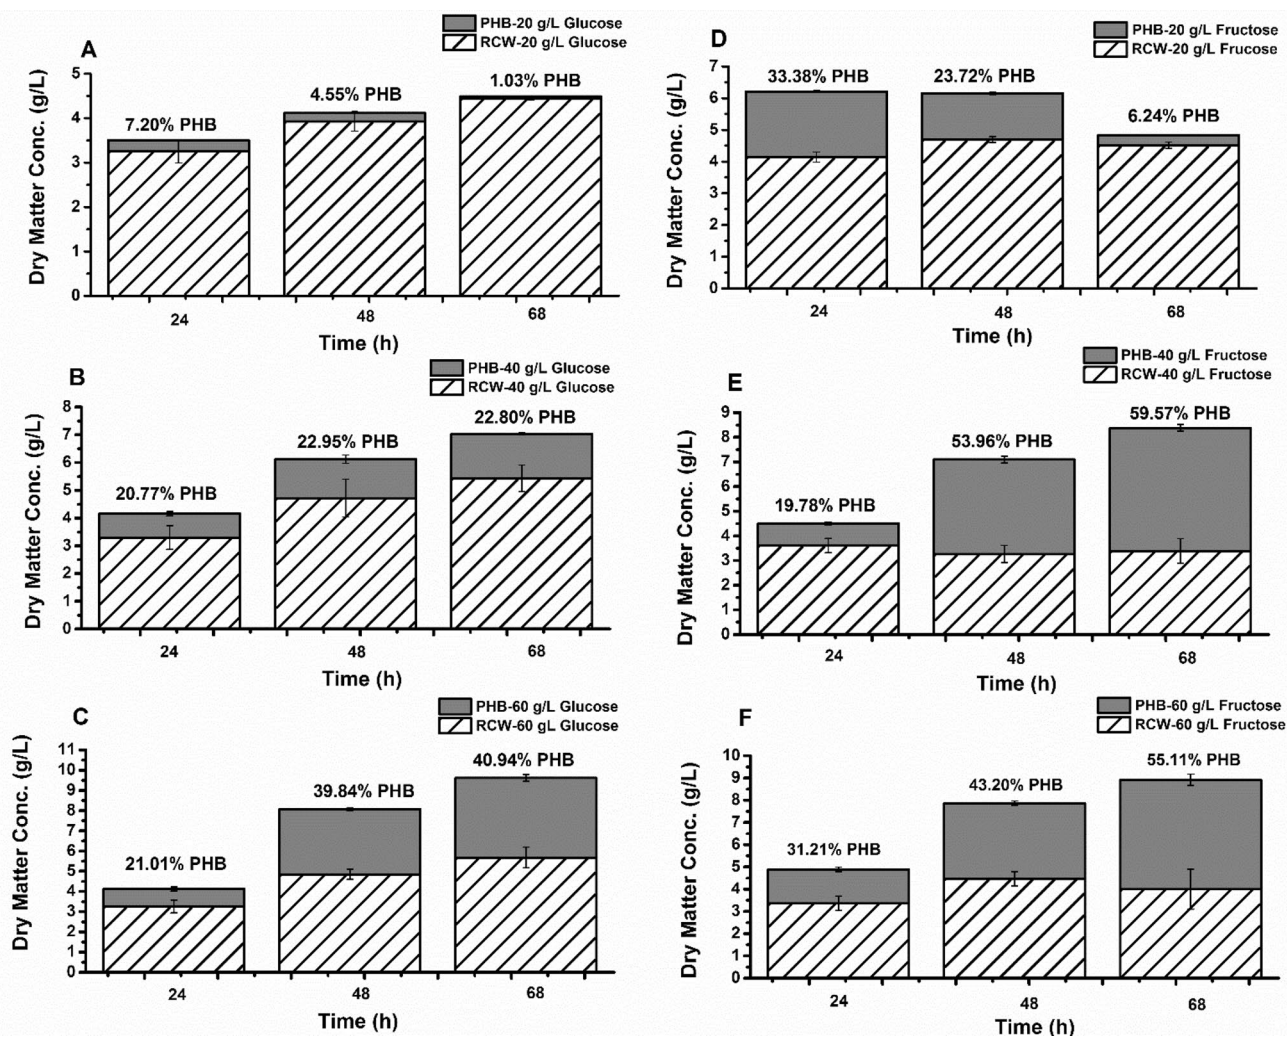 A
PHB-20 g/L Glucose
RCW-20 g/L Glucose
Dry Matter Conc. (g/L)
5
4
3
2
1
0
7.20% PHB
4.55% PHB
1.03% PHB
24
48
68
Time (h)
D
PHB-20 g/L Fructose
RCW-20 g/L Frucose
Dry Matter Conc. (g/L)
7
6
5
4
3
2
1
0
33.38% PHB
23.72% PHB
6.24% PHB
24
48
68
Time (h)
B
PHB-40 g/L Glucose
RCW-40 g/L Glucose
Dry Matter Conc. (g/L)
8
7
6
5
4
3
2
1
0
20.77% PHB
22.95% PHB
22.80% PHB
24
48
68
Time (h)
E
PHB-40 g/L Fructose
RCW-40 g/L Fructose
Dry Matter Conc. (g/L)
9
8
7
6
5
4
3
2
1
0
19.78% PHB
53.96% PHB
59.57% PHB
24
48
68
Time (h)
C
PHB-60 g/L Glucose
RCW-60 gL Glucose
Dry Matter Conc. (g/L)
11
10
9
8
7
6
5
4
3
2
1
0
21.01% PHB
39.84% PHB
40.94% PHB
24
48
68
Time (h)
F
PHB-60 g/L Fructose
RCW-60 g/L Fructose
Dry Matter Conc. (g/L)
10
9
8
7
6
5
4
3
2
1
0
31.21% PHB
43.20% PHB
55.11% PHB
24
48
68
Time (h)